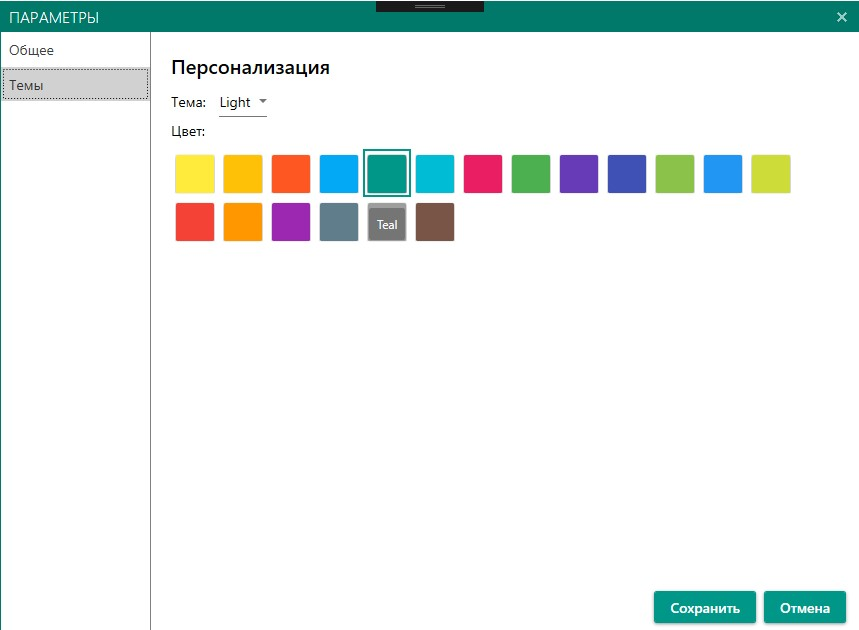 ПАРАМЕТРЫ
Общее
Темы
Персонализация
Тема: Light
Цвет:
Teal
Сохранить Отмена